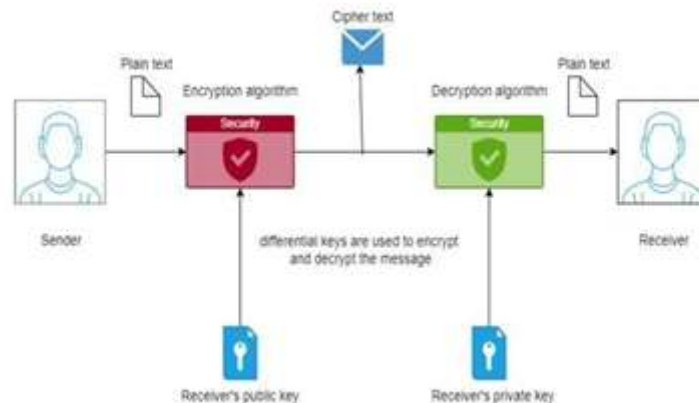 Cipher text
Plain text
Encryption algorithm
Decryption algorithm
Plain text
Security
Security
Sender
differential keys are used to encrypt
and decrypt the message
Receiver
Receiver's public key
Receiver's private key